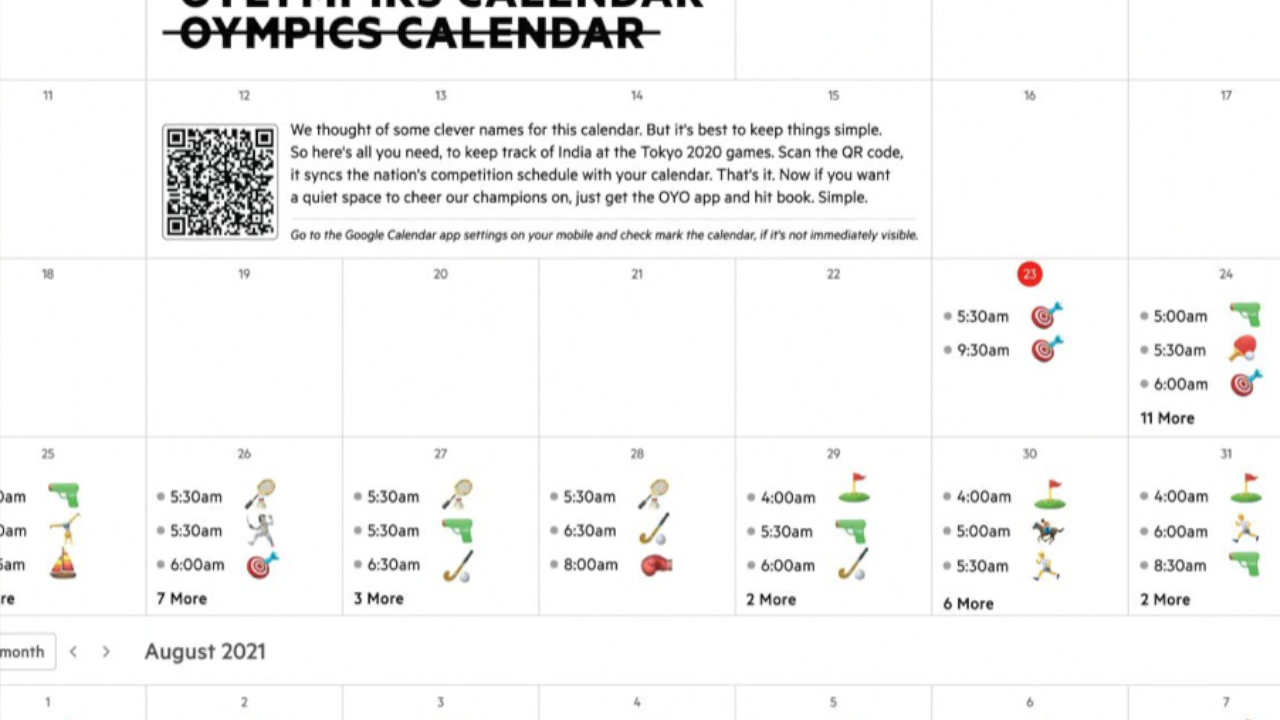 OYMPICS CALENDAR
11 12 13 14 15 16 17
We thought of some clever names for this calendar. But it's best to keep things simple.
So here's all you need, to keep track of India at the Tokyo 2020 games. Scan the QR code,
it syncs the nation's competition schedule with your calendar. That's it. Now if you want
a quiet space to cheer our champions on, just get the OYO app and hit book. Simple.
Go to the Google Calendar app settings on your mobile and check mark the calendar, if it's not immediately visible.
18 19 20 21 22 23 24
5:30am 5:00am
9:30am 5:30am
6:00am
11 More
25 26 27 28 29 30 31
0am 5:30am 5:30am 5:30am 4:00am 4:00am 4:00am
0am 5:30am 5:30am 6:30am 5:30am 5:00am 6:00am
5am 6:00am 6:30am 8:00am 6:00am 5:30am 8:30am
re 7 More 3 More 2 More 6 More 2 More
month August 2021
1 2 3 4 5 6 7